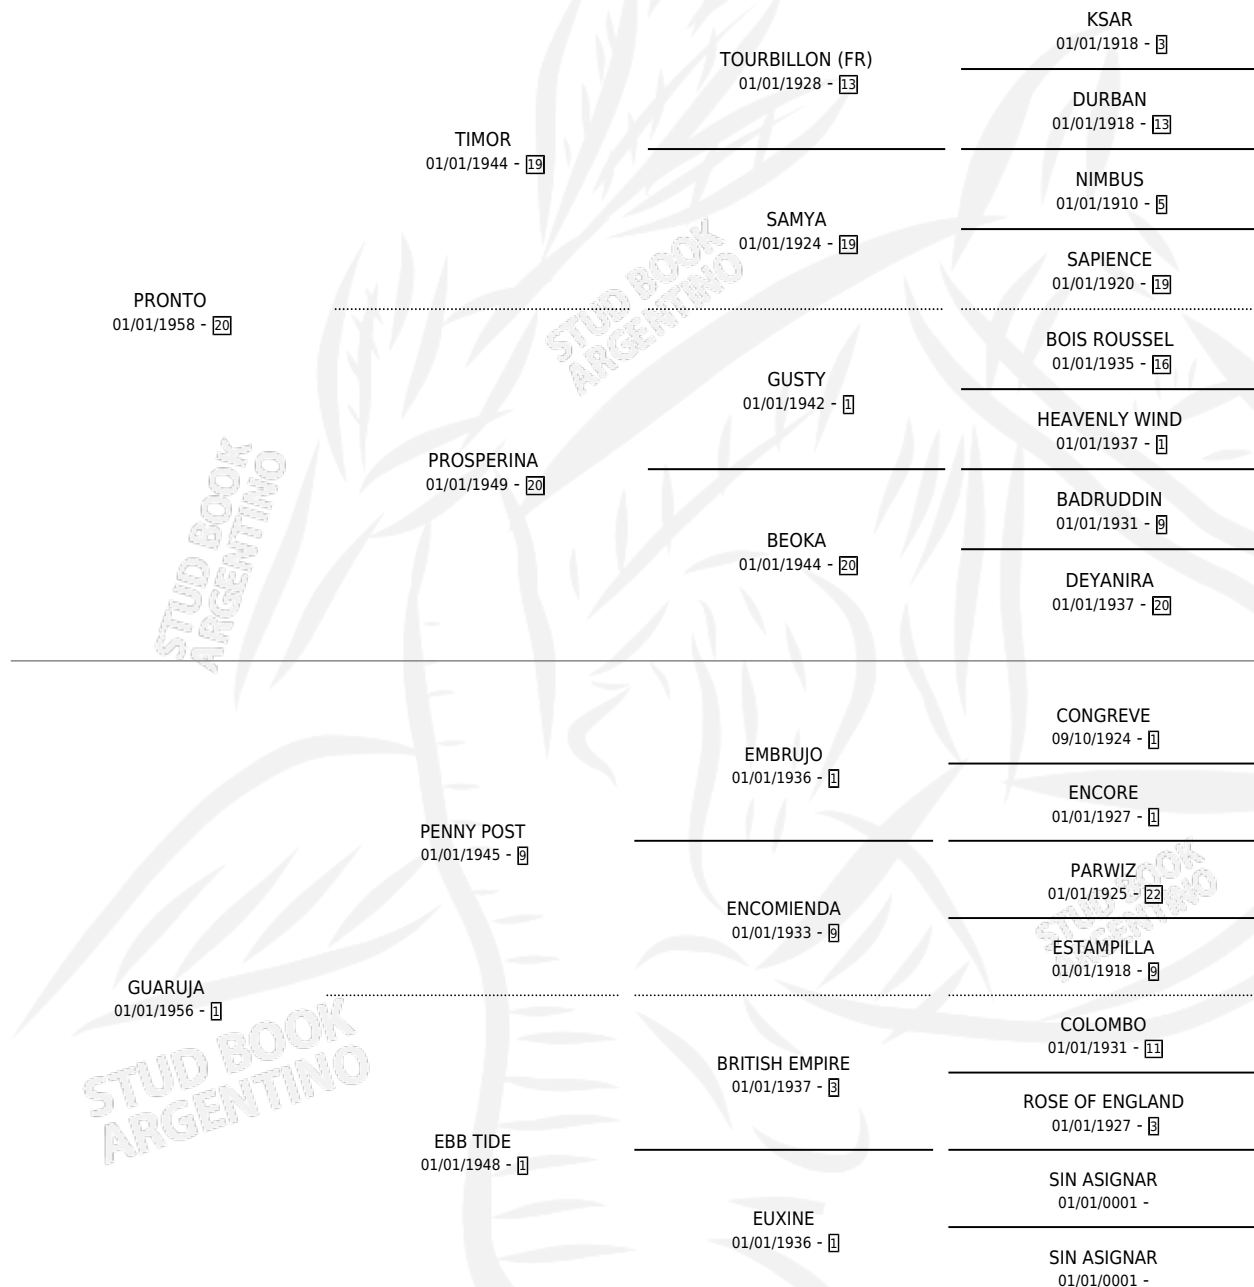 KSAR
01/01/1918 - 3
TOURBILLON (FR)
01/01/1928 - 13
DURBAN
01/01/1918 - 13
TIMOR
01/01/1944 - 19
NIMBUS
01/01/1910 - 5
SAMYA
01/01/1924 - 19
SAPIENCE
01/01/1920 - 19
PRONTO
01/01/1958 - 20
BOIS ROUSSEL
01/01/1935 - 16
GUSTY
01/01/1942 - 1
HEAVENLY WIND
01/01/1937 - 1
PROSPERINA
01/01/1949 - 20
BADRUDDIN
01/01/1931 - 9
BEOKA
01/01/1944 - 20
DEYANIRA
01/01/1937 - 20
CONGREVE
09/10/1924 - 1
EMBRUJO
01/01/1936 - 1
ENCORE
01/01/1927 - 1
PENNY POST
01/01/1945 - 9
PARWIZ
01/01/1925 - 22
ENCOMIENDA
01/01/1933 - 9
ESTAMPILLA
01/01/1918 - 9
GUARUJA
01/01/1956 - 1
COLOMBO
01/01/1931 - 11
BRITISH EMPIRE
01/01/1937 - 3
ROSE OF ENGLAND
01/01/1927 - 3
EBB TIDE
01/01/1948 - 1
SIN ASIGNAR
01/01/0001 -
EUXINE
01/01/1936 - 1
SIN ASIGNAR
01/01/0001 -
STUD BOOK
ARGENTINO
STUD BOOK
ARGENTINO
STUD BOOK
ARGENTINO
STUD BOOK
ARGENTINO